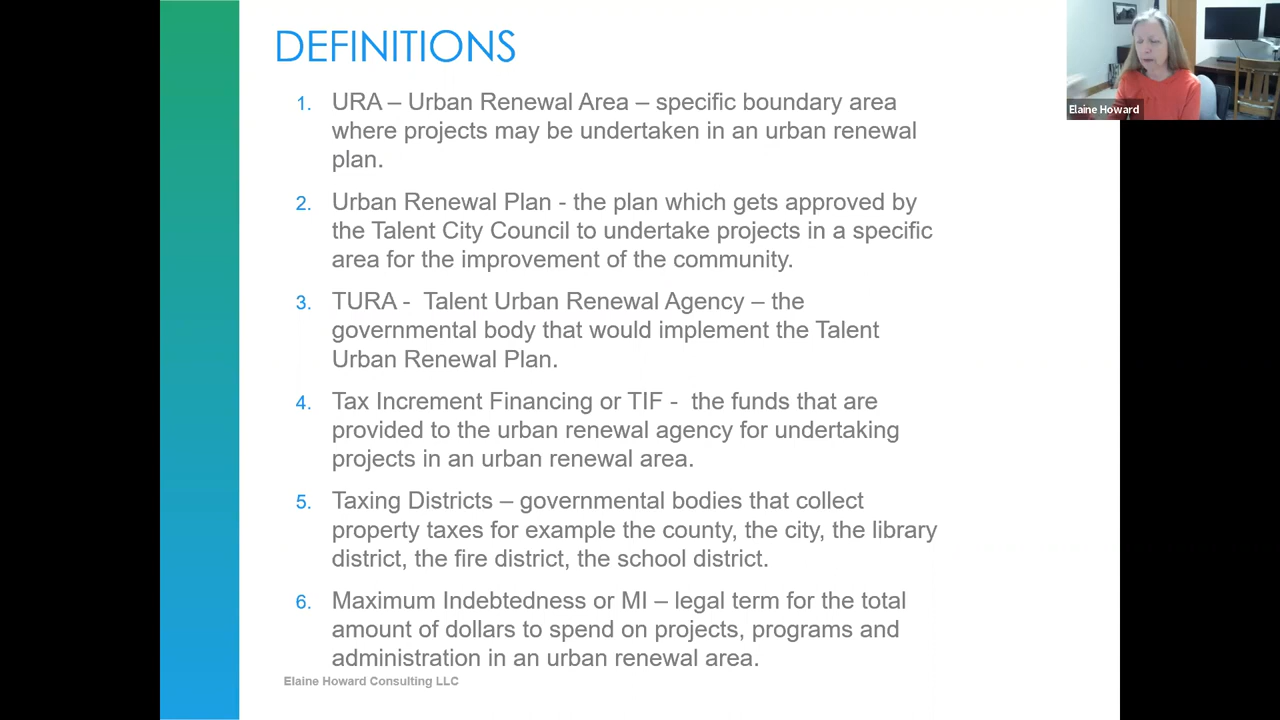 DEFINITIONS
1. URA – Urban Renewal Area – specific boundary area
where projects may be undertaken in an urban renewal
plan.
2. Urban Renewal Plan - the plan which gets approved by
the Talent City Council to undertake projects in a specific
area for the improvement of the community.
3. TURA -  Talent Urban Renewal Agency – the
governmental body that would implement the Talent
Urban Renewal Plan.
4. Tax Increment Financing or TIF -  the funds that are
provided to the urban renewal agency for undertaking
projects in an urban renewal area.
5. Taxing Districts – governmental bodies that collect
property taxes for example the county, the city, the library
district, the fire district, the school district.
6. Maximum Indebtedness or MI – legal term for the total
amount of dollars to spend on projects, programs and
administration in an urban renewal area.
Elaine Howard Consulting LLC
Elaine Howard